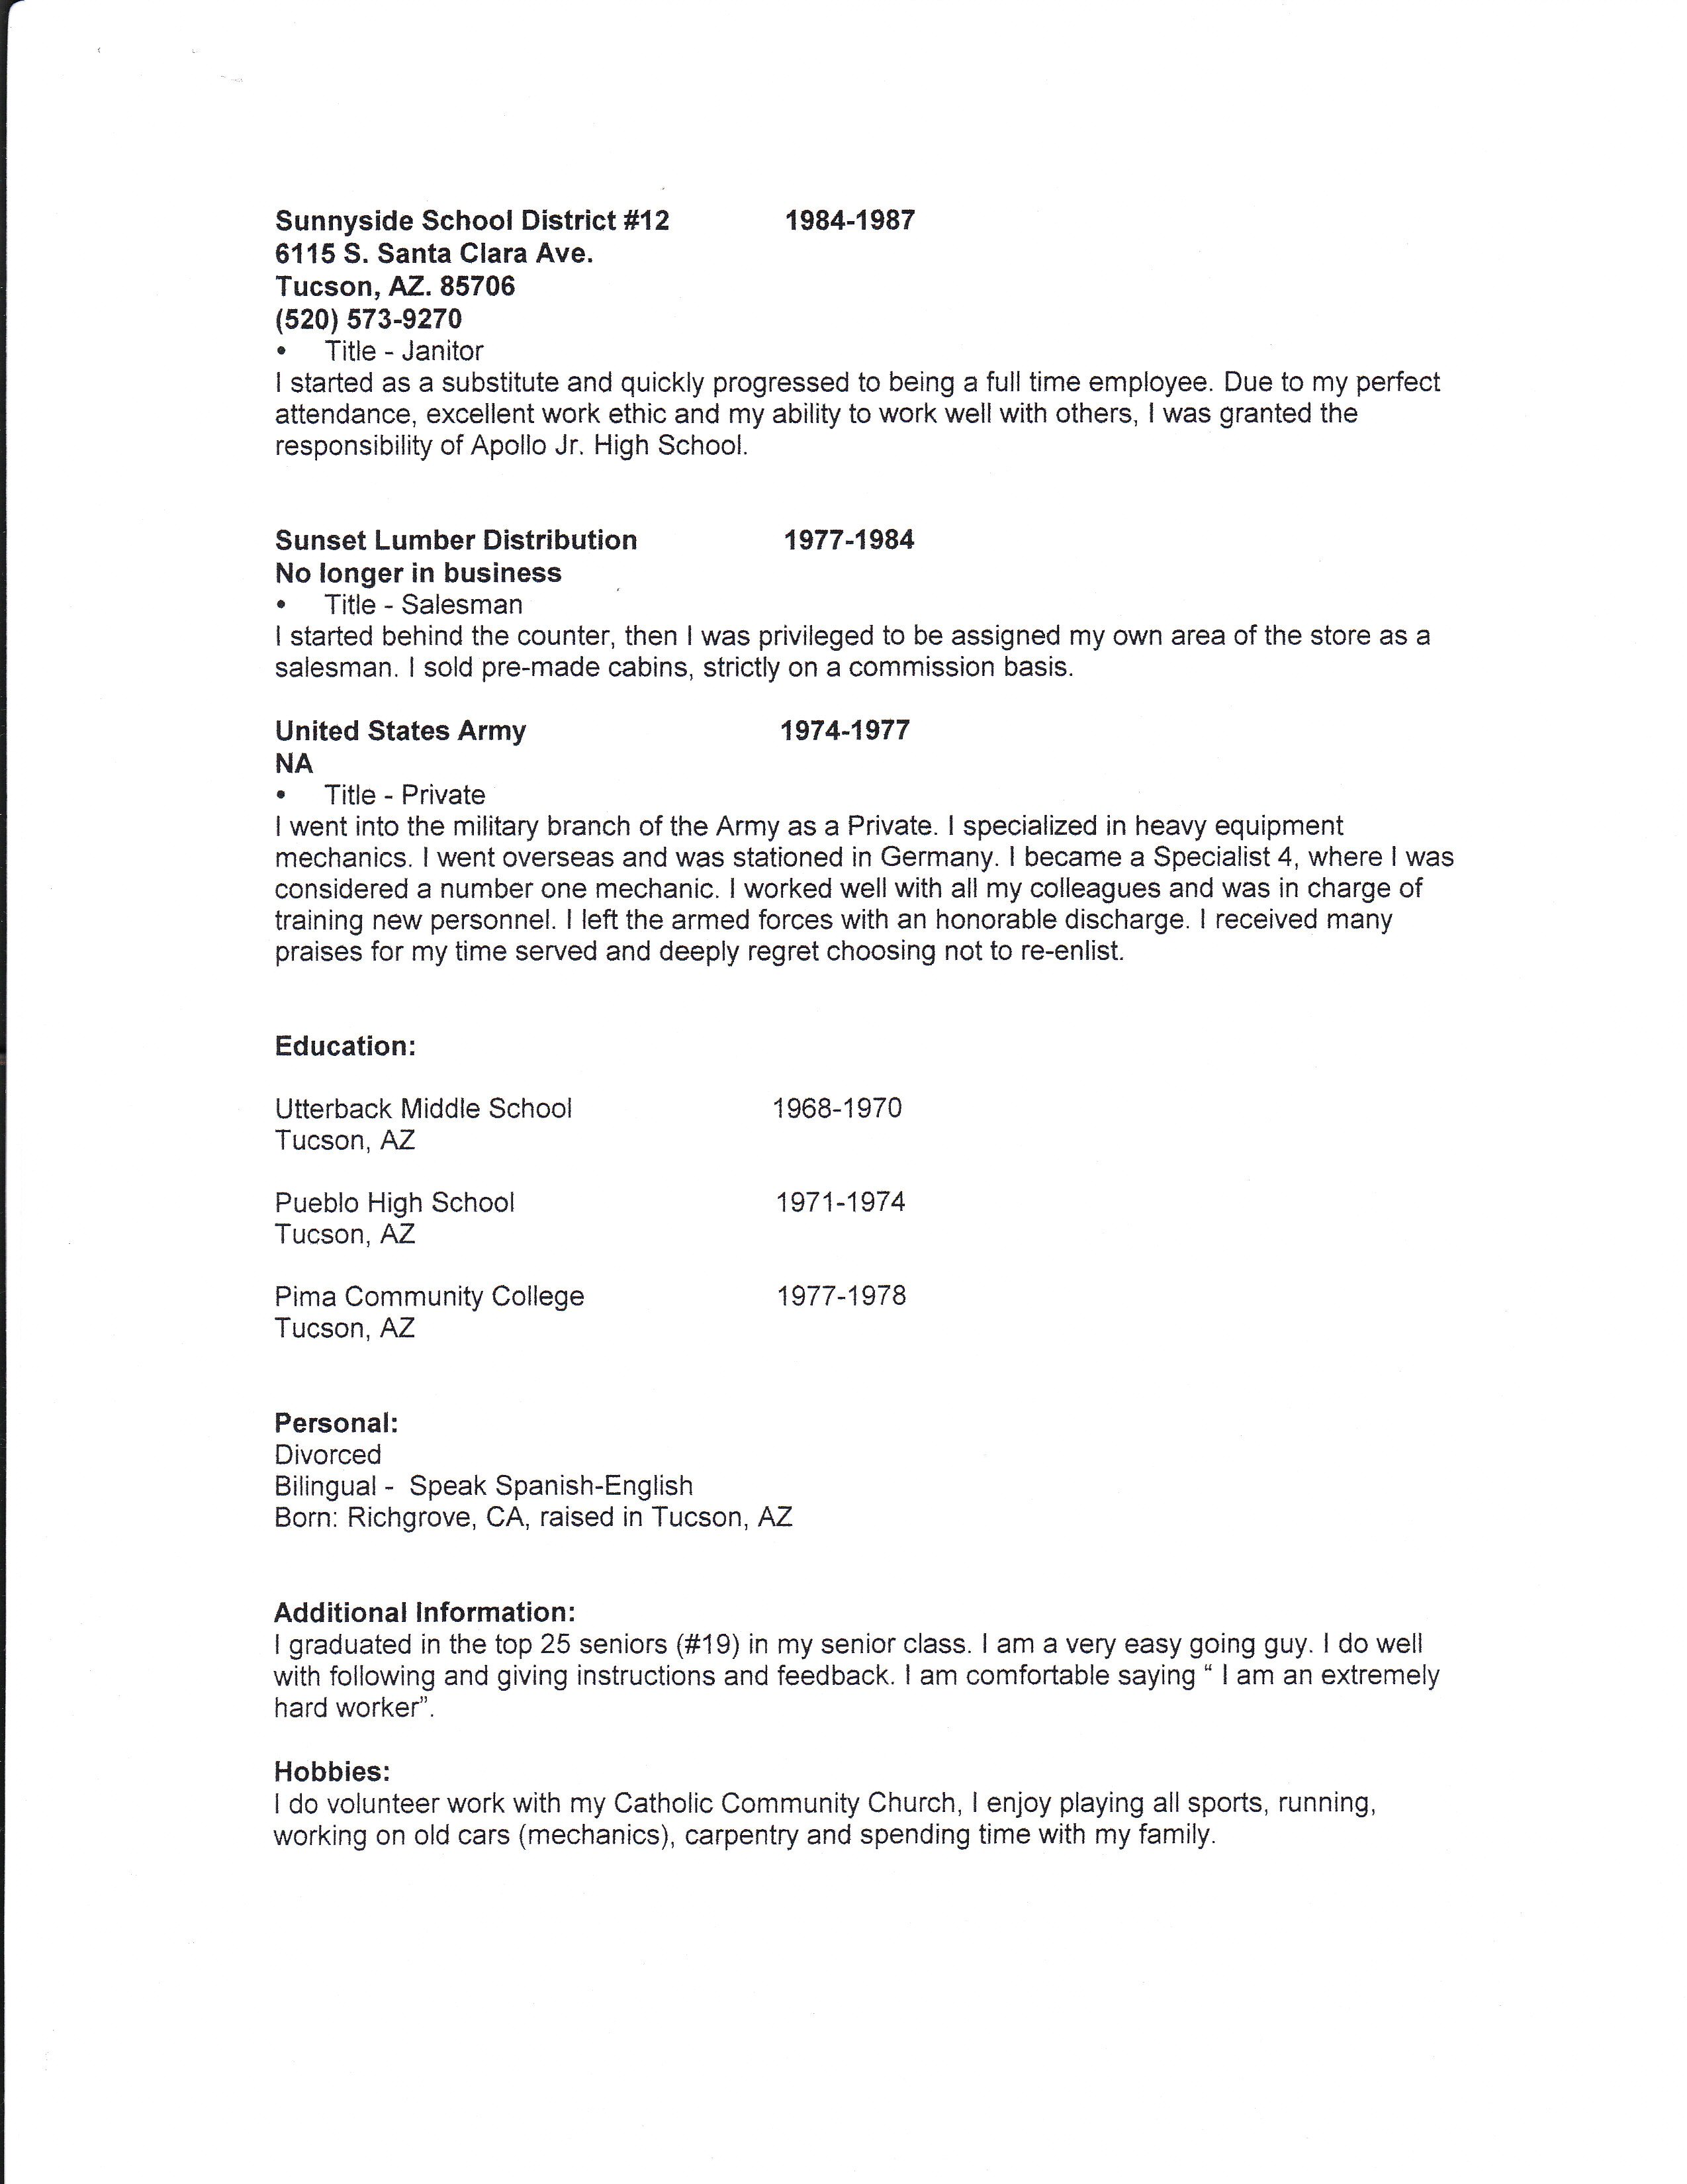 Sunnyside School District #12 1984-1987
6115 S. Santa Clara Ave.
Tucson, AZ. 85706
(520) 573-9270
• Title - Janitor
I started as a substitute and quickly progressed to being a full time employee. Due to my perfect
attendance, excellent work ethic and my ability to work well with others, I was granted the
responsibility of Apollo Jr. High School.
Sunset Lumber Distribution 1977-1984
No longer in business
• Title - Salesman
I started behind the counter, then I was privileged to be assigned my own area of the store as a
salesman. I sold pre-made cabins, strictly on a commission basis.
United States Army 1974-1977
NA
• Title - Private
I went into the military branch of the Army as a Private. I specialized in heavy equipment
mechanics. I went overseas and was stationed in Germany. I became a Specialist 4, where I was
considered a number one mechanic. I worked well with all my colleagues and was in charge of
training new personnel. I left the armed forces with an honorable discharge. I received many
praises for my time served and deeply regret choosing not to re-enlist.
Education:
Utterback Middle School 1968-1970
Tucson, AZ
Pueblo High School 1971-1974
Tucson, AZ
Pima Community College 1977-1978
Tucson, AZ
Personal:
Divorced
Bilingual - Speak Spanish-English
Born: Richgrove, CA, raised in Tucson, AZ
Additional Information:
I graduated in the top 25 seniors (#19) in my senior class. I am a very easy going guy. I do well
with following and giving instructions and feedback. I am comfortable saying “ I am an extremely
hard worker”.
Hobbies:
I do volunteer work with my Catholic Community Church, I enjoy playing all sports, running,
working on old cars (mechanics), carpentry and spending time with my family.